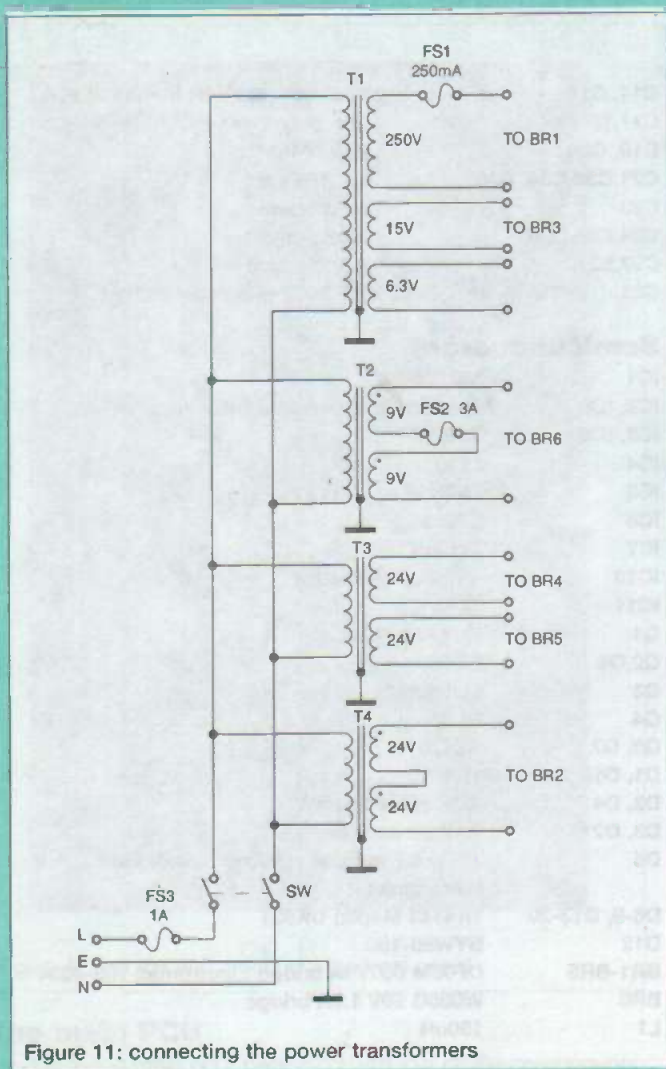 FS1
250mA
T1
250V
TO BR1
15V
TO BR3
6.3V
T2
9V
FS2 3A
TO BR6
9V
T3
24V
TO BR4
24V
TO BR5
T4
24V
TO BR2
24V
SW
FS3
1A
L
E
N
Figure 11: connecting the power transformers